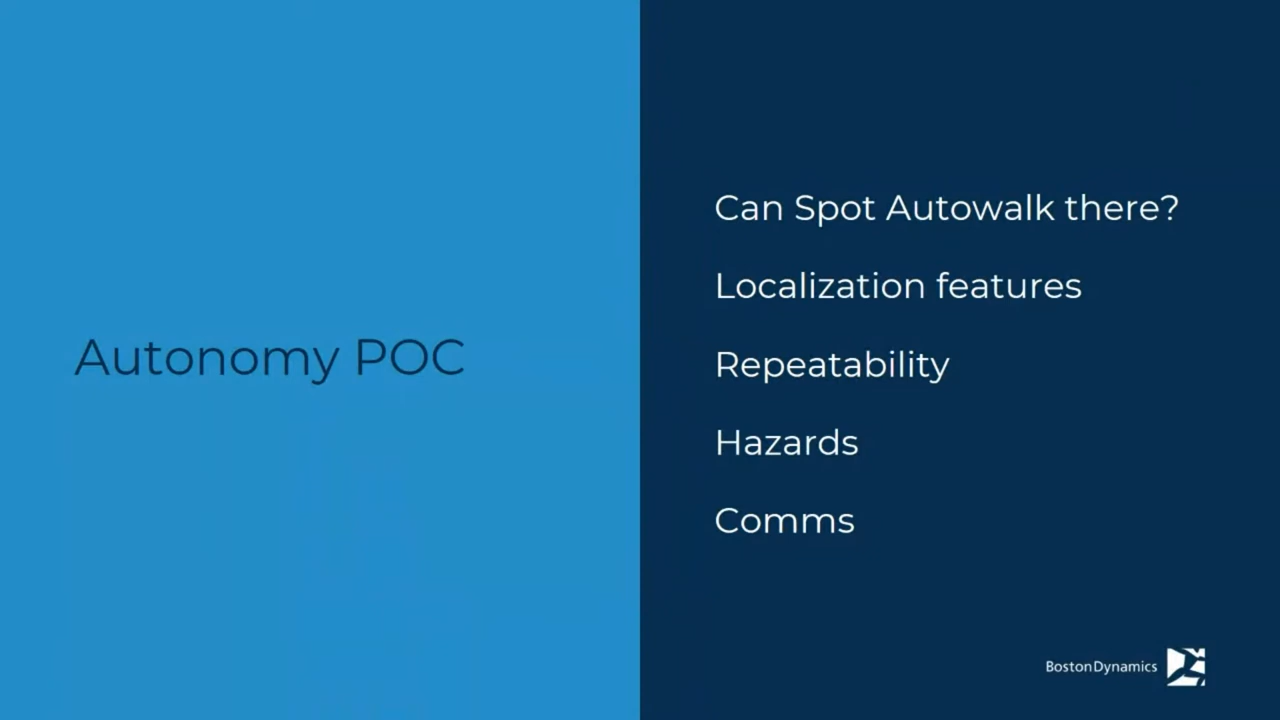 Autonomy POC
Can Spot Autowalk there?
Localization features
Repeatability
Hazards
Comms
BostonDynamics